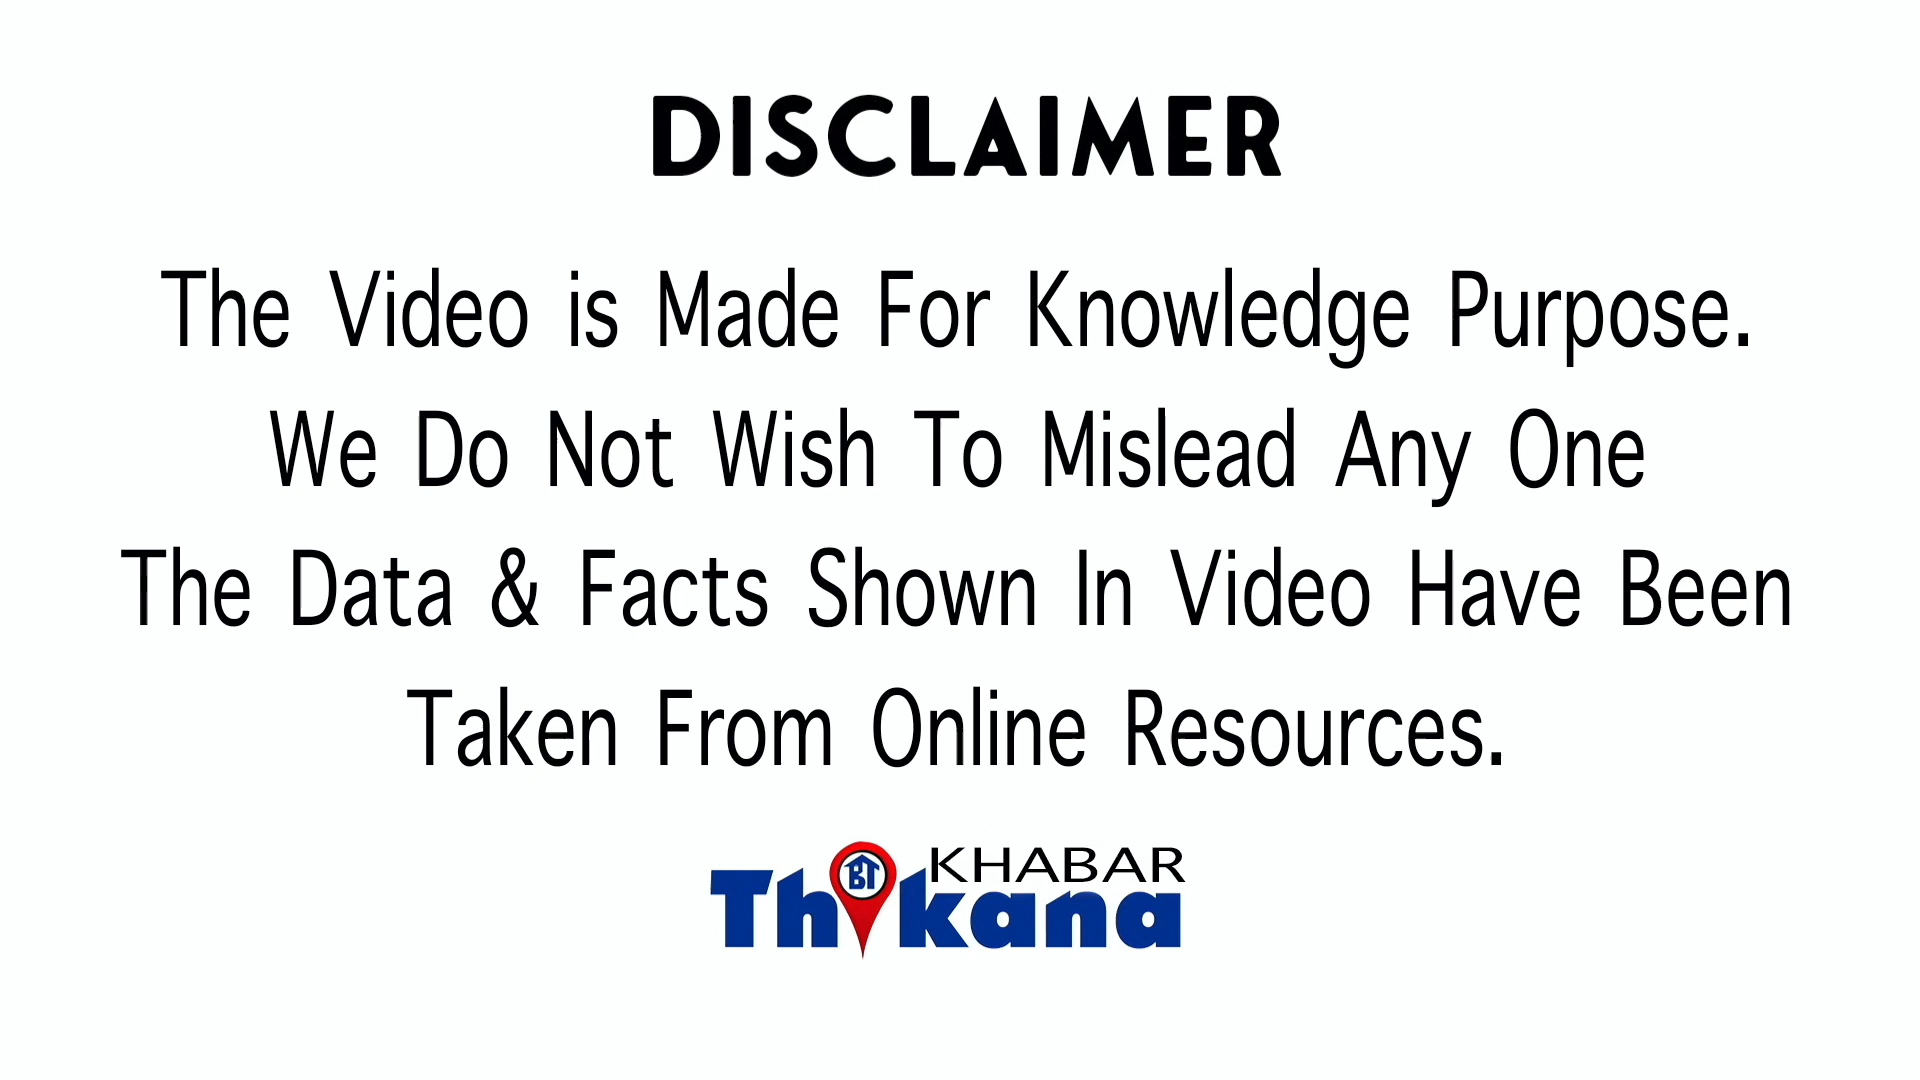 DISCLAIMER
The Video is Made For Knowledge Purpose.
We Do Not Wish To Mislead Any One
The Data & Facts Shown In Video Have Been
Taken From Online Resources.
KHABAR
BT
Thikana